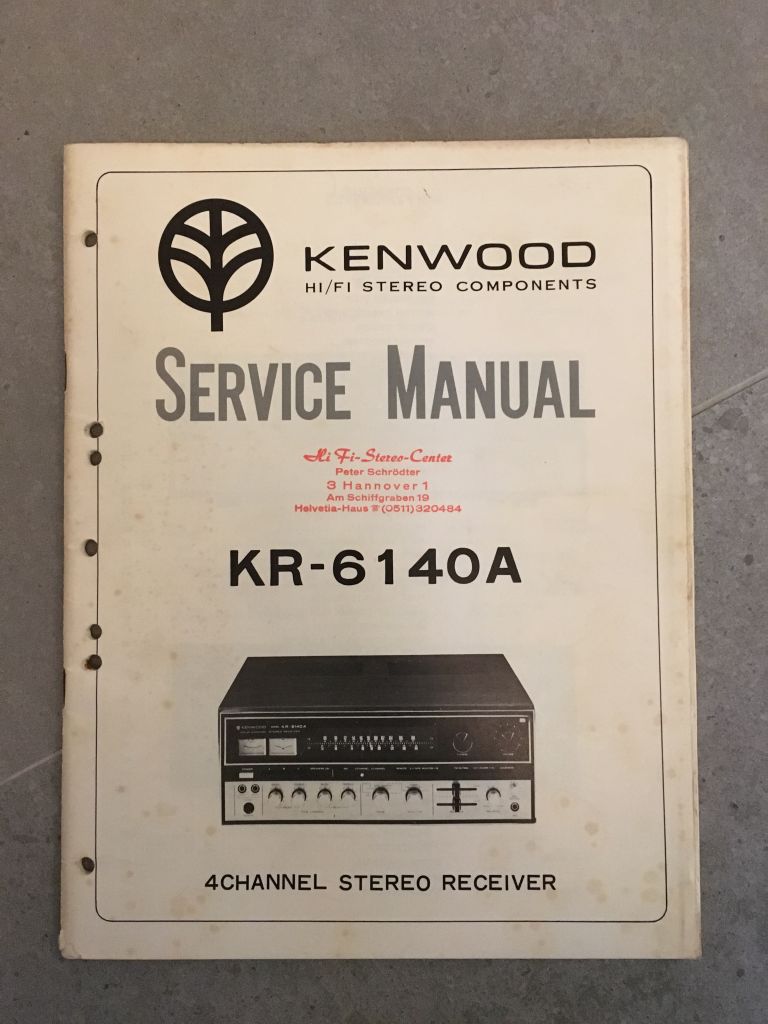 KENWOOD
HI/FI STEREO COMPONENTS
SERVICE MANUAL
Hi Fi-Stereo-Center
Peter Schrödter
3 Hannover 1
Am Schiffgraben 19
Helvetia-Haus ☎ (0511) 320484
KR-6140A
KENWOOD MODEL KR-6140A
4CHANNEL STEREO RECEIVER